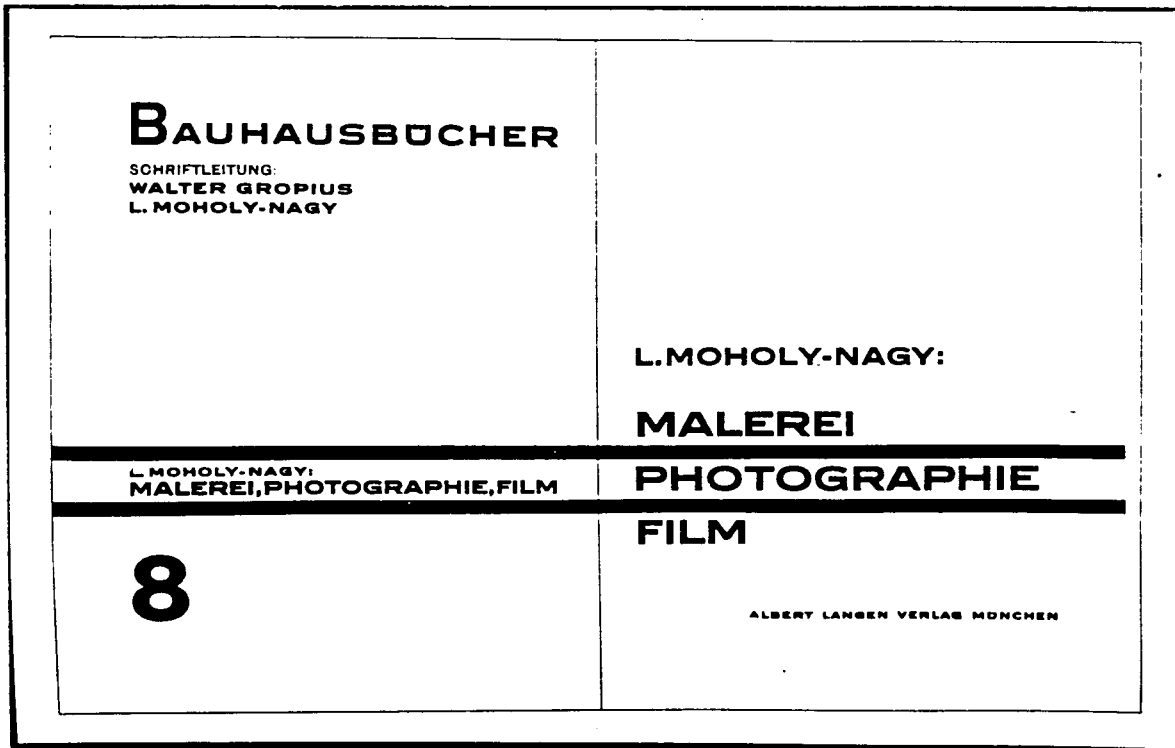 BAUHAUSBÜCHER
SCHRIFTLEITUNG:
WALTER GROPIUS
L. MOHOLY-NAGY
L. MOHOLY-NAGY:
MALEREI, PHOTOGRAPHIE, FILM
8
L. MOHOLY-NAGY:
MALEREI
PHOTOGRAPHIE
FILM
ALBERT LANGEN VERLAG MÜNCHEN